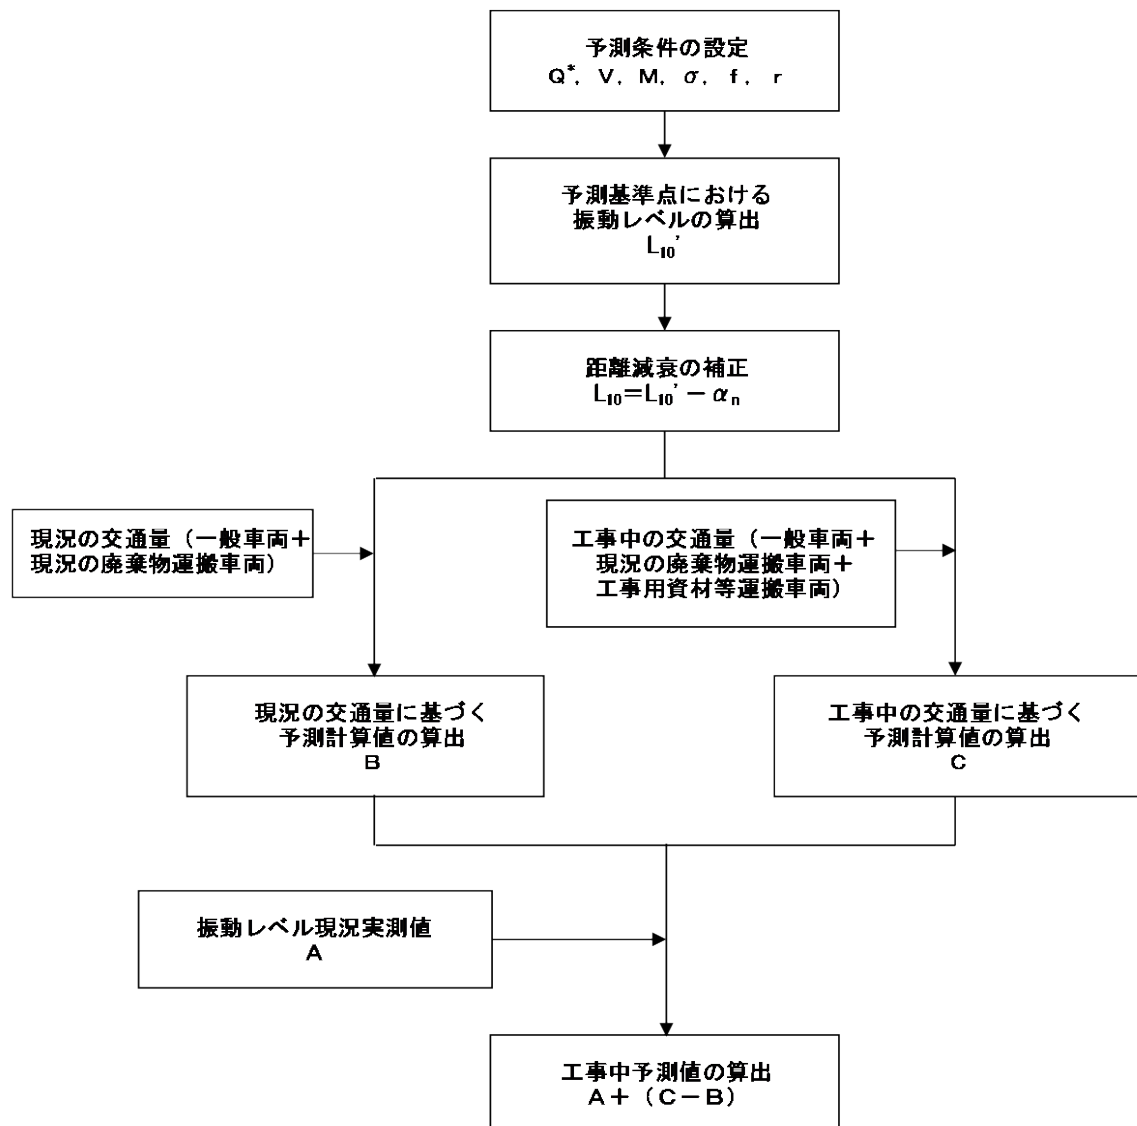 予測条件の設定
Q*, V, M, σ, f, r
予測基準点における
振動レベルの算出
L10'
距離減衰の補正
L10=L10'－αn
現況の交通量（一般車両＋
現況の廃棄物運搬車両）
工事中の交通量（一般車両＋
現況の廃棄物運搬車両＋
工事用資材等運搬車両）
現況の交通量に基づく
予測計算値の算出
B
工事中の交通量に基づく
予測計算値の算出
C
振動レベル現況実測値
A
工事中予測値の算出
A＋（C－B）